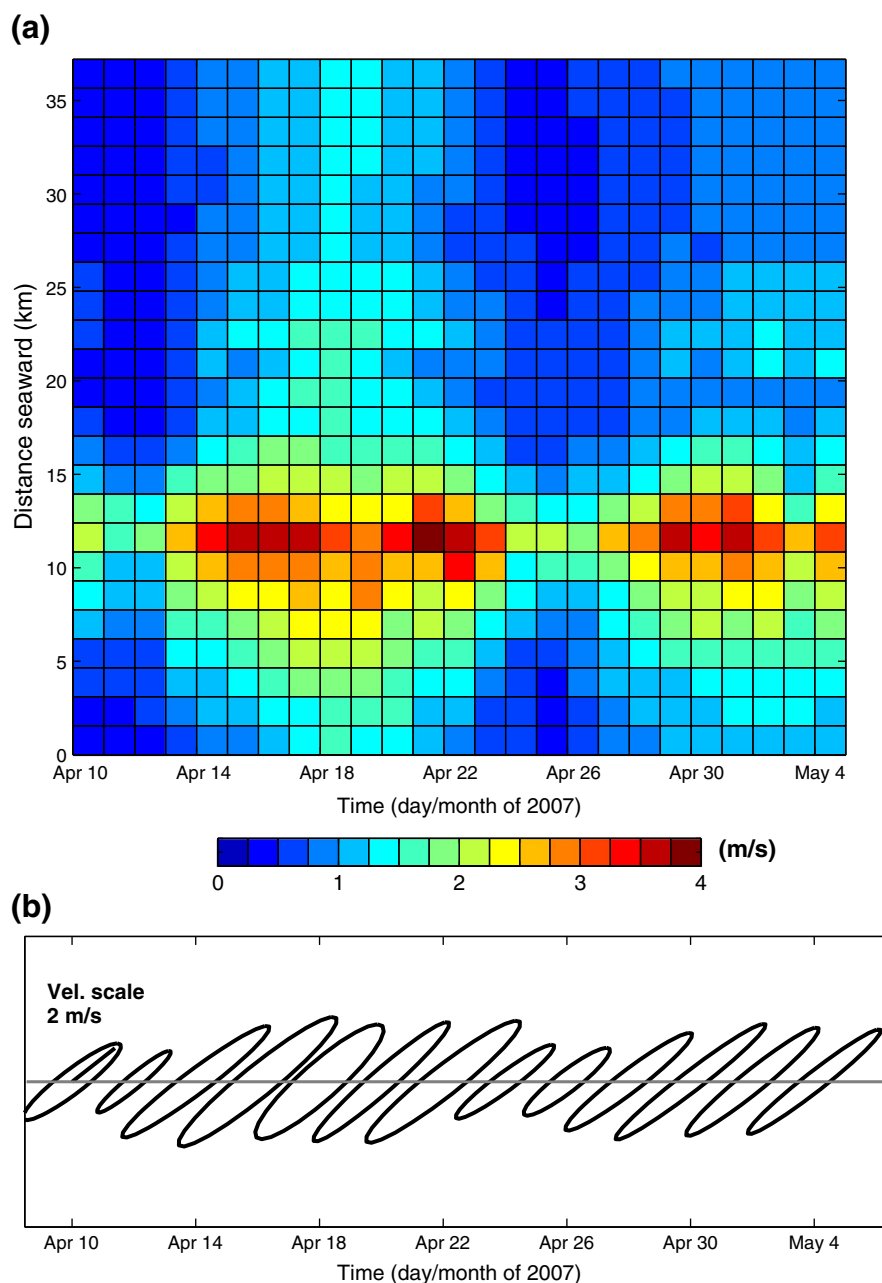 (a)
Distance seaward (km)
35
30
25
20
15
10
5
0
Apr 10 Apr 14 Apr 18 Apr 22 Apr 26 Apr 30 May 4
Time (day/month of 2007)
0 1 2 3 4 (m/s)
(b)
Vel. scale
2 m/s
Apr 10 Apr 14 Apr 18 Apr 22 Apr 26 Apr 30 May 4
Time (day/month of 2007)